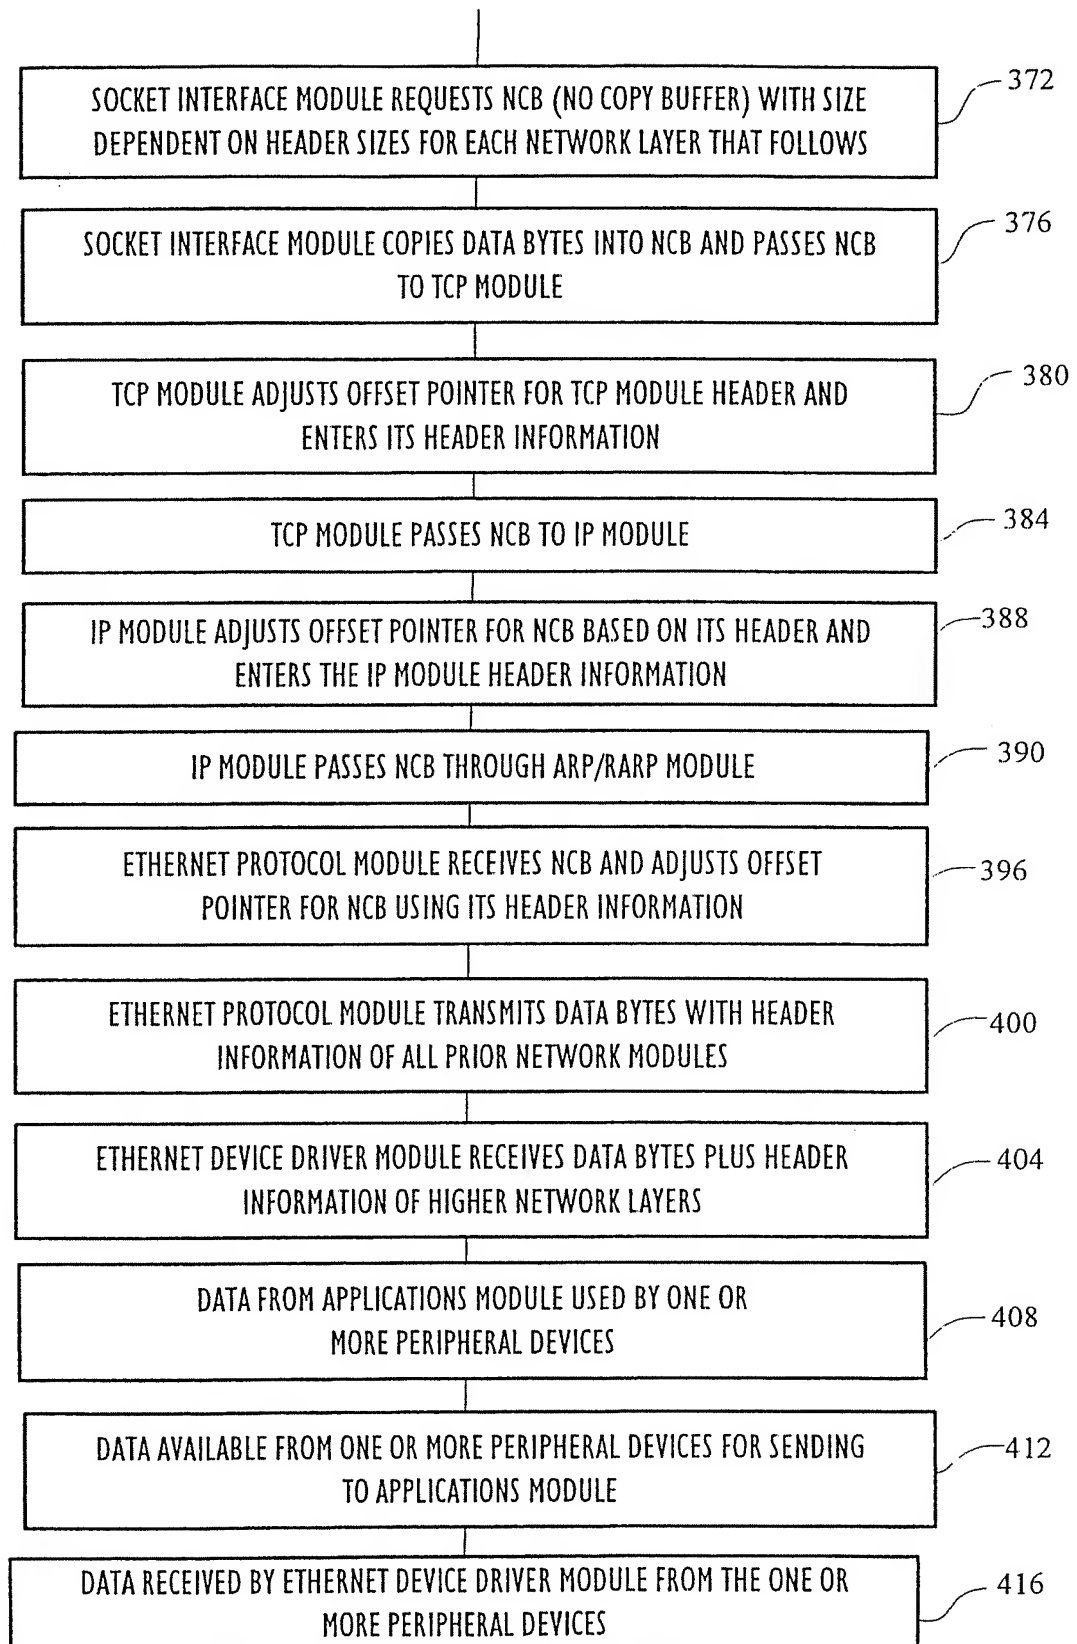 372
SOCKET INTERFACE MODULE REQUESTS NCB (NO COPY BUFFER) WITH SIZE
DEPENDENT ON HEADER SIZES FOR EACH NETWORK LAYER THAT FOLLOWS
376
SOCKET INTERFACE MODULE COPIES DATA BYTES INTO NCB AND PASSES NCB
TO TCP MODULE
380
TCP MODULE ADJUSTS OFFSET POINTER FOR TCP MODULE HEADER AND
ENTERS ITS HEADER INFORMATION
384
TCP MODULE PASSES NCB TO IP MODULE
388
IP MODULE ADJUSTS OFFSET POINTER FOR NCB BASED ON ITS HEADER AND
ENTERS THE IP MODULE HEADER INFORMATION
390
IP MODULE PASSES NCB THROUGH ARP/RARP MODULE
396
ETHERNET PROTOCOL MODULE RECEIVES NCB AND ADJUSTS OFFSET
POINTER FOR NCB USING ITS HEADER INFORMATION
400
ETHERNET PROTOCOL MODULE TRANSMITS DATA BYTES WITH HEADER
INFORMATION OF ALL PRIOR NETWORK MODULES
404
ETHERNET DEVICE DRIVER MODULE RECEIVES DATA BYTES PLUS HEADER
INFORMATION OF HIGHER NETWORK LAYERS
408
DATA FROM APPLICATIONS MODULE USED BY ONE OR
MORE PERIPHERAL DEVICES
412
DATA AVAILABLE FROM ONE OR MORE PERIPHERAL DEVICES FOR SENDING
TO APPLICATIONS MODULE
416
DATA RECEIVED BY ETHERNET DEVICE DRIVER MODULE FROM THE ONE OR
MORE PERIPHERAL DEVICES